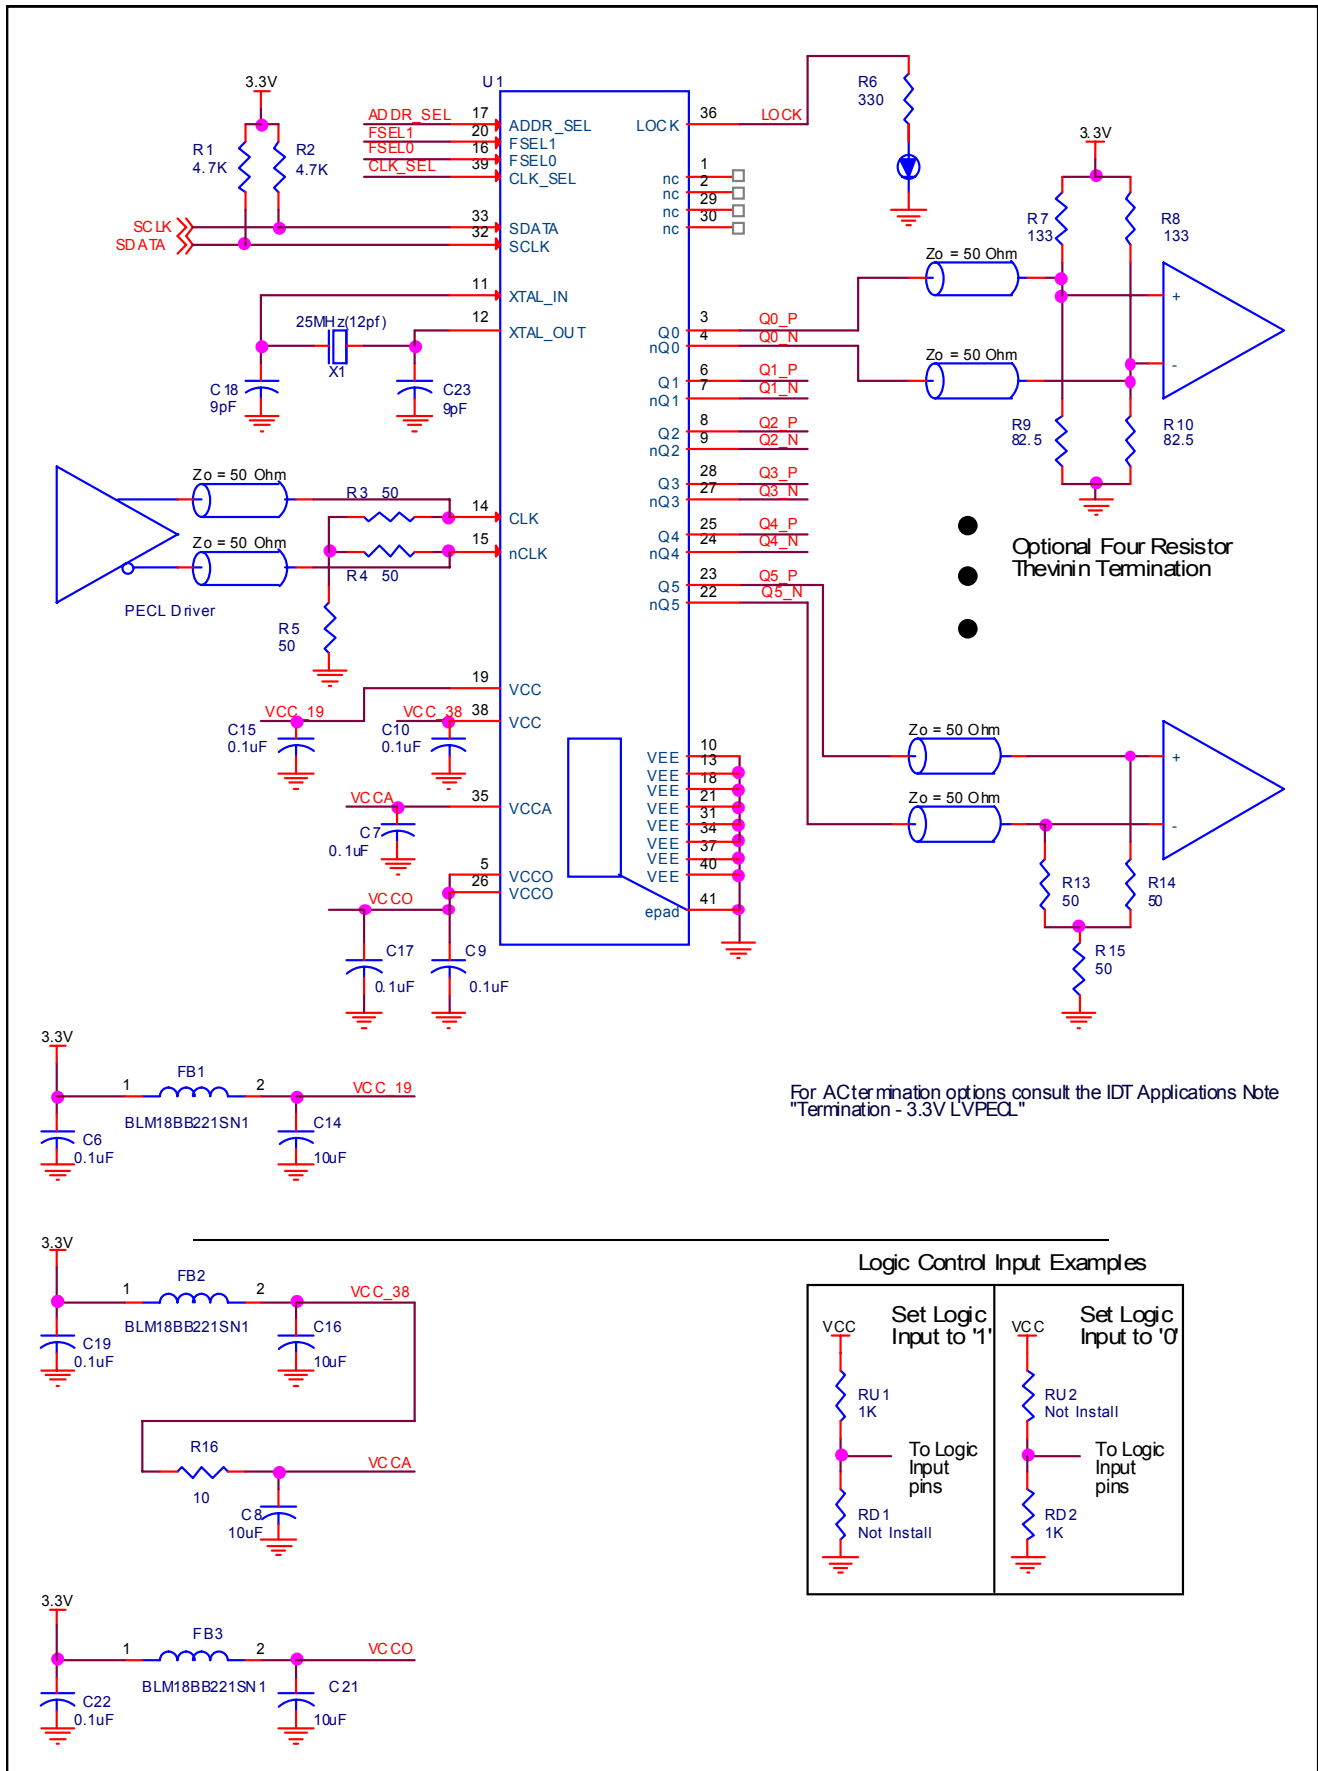 U1
3.3V
R1
4.7K
R2
4.7K
ADDR_SEL 17 ADDR_SEL
FSEL1 20 FSEL1
FSEL0 16 FSEL0
CLK_SEL 39 CLK_SEL
SCLK 33 SDATA
SDATA 32 SCLK
11 XTAL_IN
12 XTAL_OUT
25MHz(12pf)
X1
C18
9pF
C23
9pF
Zo = 50 Ohm
R3 50
14 CLK
Zo = 50 Ohm
15 nCLK
R4 50
PECL Driver
R5
50
19 VCC
VCC_19
VCC_38 38 VCC
C15
0.1uF
C10
0.1uF
VCCA 35 VCCA
C7
0.1uF
5 VCCO
26 VCCO
VCCO
C17
0.1uF
C9
0.1uF
LOCK 36 LOCK
R6
330
nc 1
nc 2
nc 29
nc 30
Q0 3 Q0_P
nQ0 4 Q0_N
Q1 6 Q1_P
nQ1 7 Q1_N
Q2 8 Q2_P
nQ2 9 Q2_N
Q3 28 Q3_P
nQ3 27 Q3_N
Q4 25 Q4_P
nQ4 24 Q4_N
Q5 23 Q5_P
nQ5 22 Q5_N
VEE 10
VEE 13
VEE 18
VEE 21
VEE 31
VEE 34
VEE 37
VEE 40
epad 41
3.3V
R7
133
R8
133
Zo = 50 Ohm
+
Zo = 50 Ohm
-
R9
82.5
R10
82.5
Optional Four Resistor
Thevinin Termination
Zo = 50 Ohm
+
Zo = 50 Ohm
-
R13
50
R14
50
R15
50
3.3V
1 FB1 2 VCC_19
BLM18BB221SN1
C6
0.1uF
C14
10uF
For AC termination options consult the IDT Applications Note
"Termination - 3.3V LVPECL"
3.3V
1 FB2 2 VCC_38
BLM18BB221SN1
C19
0.1uF
C16
10uF
R16
10
VCCA
C8
10uF
3.3V
1 FB3 2 VCCO
BLM18BB221SN1
C22
0.1uF
C21
10uF
Logic Control Input Examples
Set Logic
Input to '1'
VCC
RU1
1K
To Logic
Input
pins
RD1
Not Install
Set Logic
Input to '0'
VCC
RU2
Not Install
To Logic
Input
pins
RD2
1K